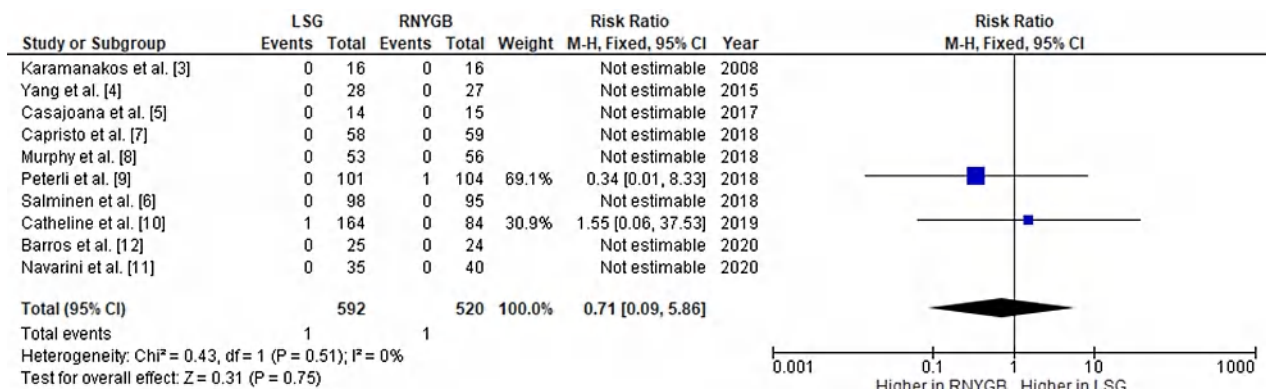 LSG RNYGB Risk Ratio Risk Ratio
Study or Subgroup Events Total Events Total Weight M-H, Fixed, 95% CI Year M-H, Fixed, 95% CI
Karamanakos et al. [3] 0 16 0 16 Not estimable 2008
Yang et al. [4] 0 28 0 27 Not estimable 2015
Casajoana et al. [5] 0 14 0 15 Not estimable 2017
Capristo et al. [7] 0 58 0 59 Not estimable 2018
Murphy et al. [8] 0 53 0 56 Not estimable 2018
Peterli et al. [9] 0 101 1 104 69.1% 0.34 [0.01, 8.33] 2018
Salminen et al. [6] 0 98 0 95 Not estimable 2018
Catheline et al. [10] 1 164 0 84 30.9% 1.55 [0.06, 37.53] 2019
Barros et al. [12] 0 25 0 24 Not estimable 2020
Navarini et al. [11] 0 35 0 40 Not estimable 2020
Total (95% CI) 592 520 100.0% 0.71 [0.09, 5.86]
Total events 1 1
Heterogeneity: Chi² = 0.43, df = 1 (P = 0.51); I² = 0%
Test for overall effect: Z = 0.31 (P = 0.75)
0.001 0.1 1 10 1000
Higher in RNYGB Higher in LSG